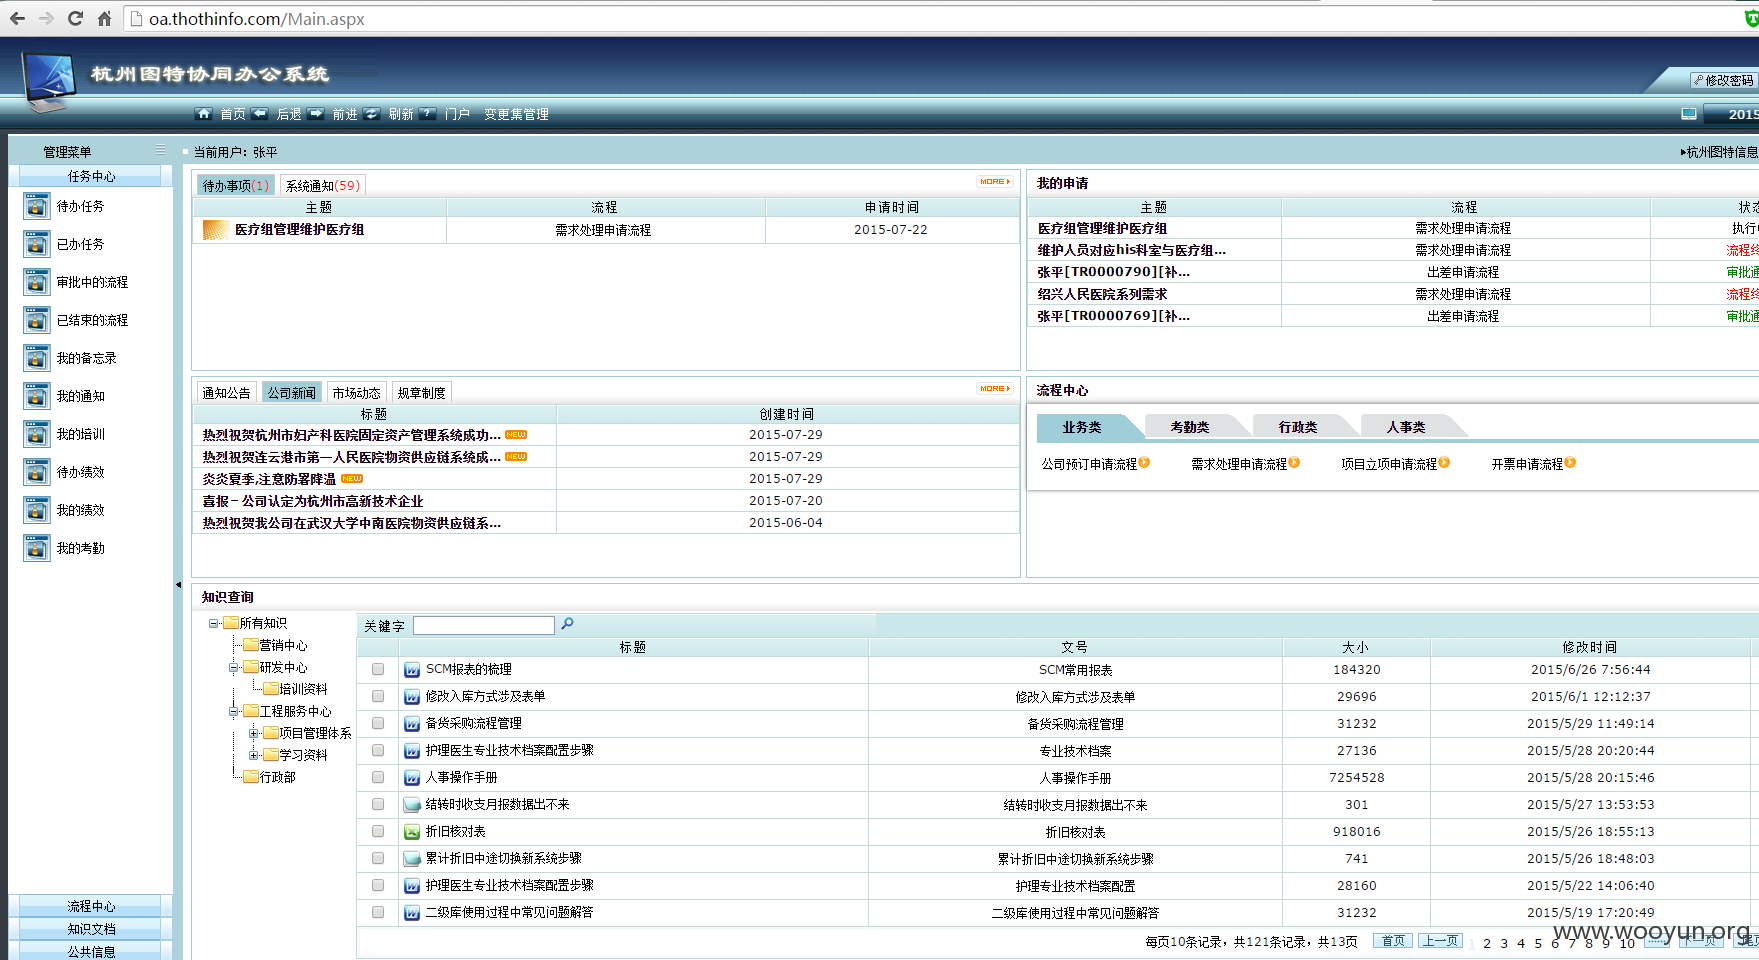 oa.thothinfo.com/Main.aspx
杭州图特协同办公系统
修改密码
首页 后退 前进 刷新 门户 变更集管理
2015
管理菜单
当前用户：张平
杭州图特信息
任务中心
待办任务
已办任务
审批中的流程
已结束的流程
我的备忘录
我的通知
我的培训
待办绩效
我的绩效
我的考勤
流程中心
知识文档
公共信息
待办事项(1) 系统通知(59) MORE
主题 流程 申请时间
医疗组管理维护医疗组 需求处理申请流程 2015-07-22
我的申请
主题 流程 状态
医疗组管理维护医疗组 需求处理申请流程 执行中
维护人员对应his科室与医疗组... 需求处理申请流程 流程终
张平[TR0000790][补... 出差申请流程 审批通
绍兴人民医院系列需求 需求处理申请流程 流程终
张平[TR0000769][补... 出差申请流程 审批通
通知公告 公司新闻 市场动态 规章制度 MORE
标题 创建时间
热烈祝贺杭州市妇产科医院固定资产管理系统成功... NEW 2015-07-29
热烈祝贺连云港市第一人民医院物资供应链系统成... NEW 2015-07-29
炎炎夏季,注意防署降温 NEW 2015-07-29
喜报－公司认定为杭州市高新技术企业 2015-07-20
热烈祝贺我公司在武汉大学中南医院物资供应链系... 2015-06-04
流程中心
业务类 考勤类 行政类 人事类
公司预订申请流程 需求处理申请流程 项目立项申请流程 开票申请流程
知识查询
所有知识
营销中心
研发中心
培训资料
工程服务中心
项目管理体系
学习资料
行政部
关键字
标题 文号 大小 修改时间
SCM报表的梳理 SCM常用报表 184320 2015/6/26 7:56:44
修改入库方式涉及表单 修改入库方式涉及表单 29696 2015/6/1 12:12:37
备货采购流程管理 备货采购流程管理 31232 2015/5/29 11:49:14
护理医生专业技术档案配置步骤 专业技术档案 27136 2015/5/28 20:20:44
人事操作手册 人事操作手册 7254528 2015/5/28 20:15:46
结转时收支月报数据出不来 结转时收支月报数据出不来 301 2015/5/27 13:53:53
折旧核对表 折旧核对表 918016 2015/5/26 18:55:13
累计折旧中途切换新系统步骤 累计折旧中途切换新系统步骤 741 2015/5/26 18:48:03
护理医生专业技术档案配置步骤 护理专业技术档案配置 28160 2015/5/22 14:06:40
二级库使用过程中常见问题解答 二级库使用过程中常见问题解答 31232 2015/5/19 17:20:49
每页10条记录，共121条记录，共13页 首页 上一页 1 2 3 4 5 6 7 8 9 10 ...... 下一页 尾页
www.wooyun.org